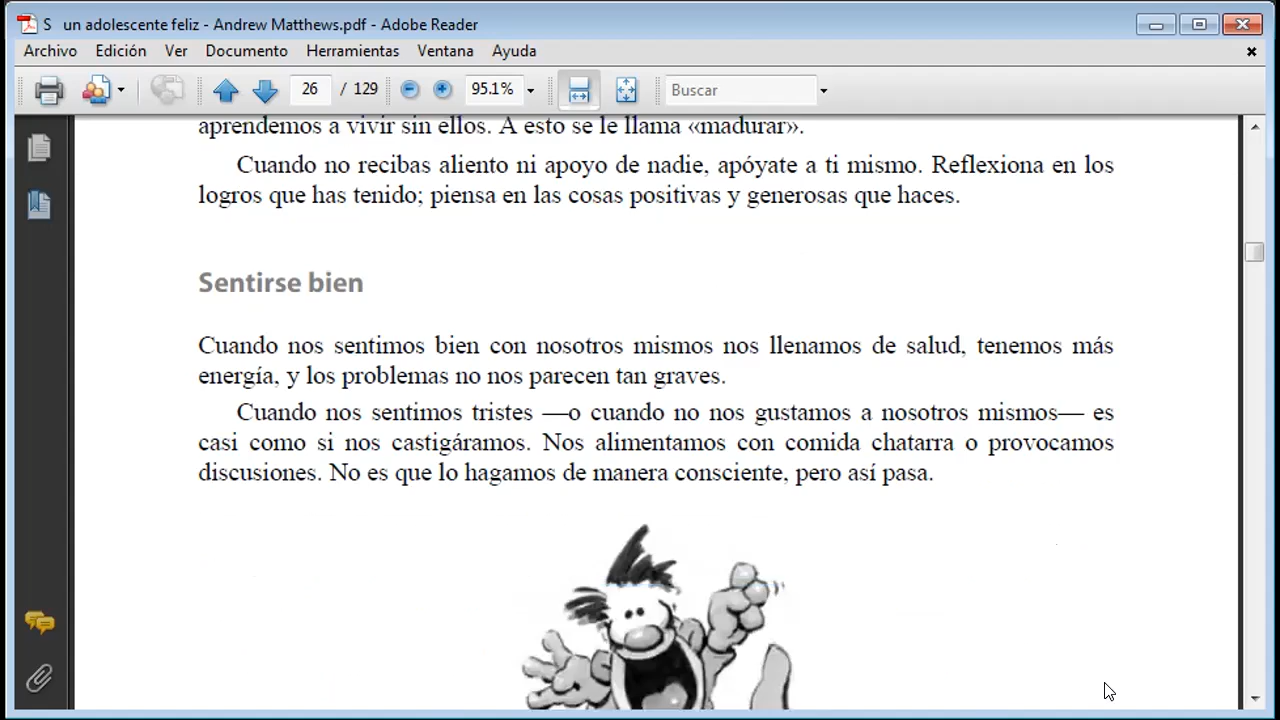 S un adolescente feliz - Andrew Matthews.pdf - Adobe Reader
Archivo Edición Ver Documento Herramientas Ventana Ayuda
26 / 129 95.1% Buscar
aprendemos a vivir sin ellos. A esto se le llama «madurar».
Cuando no recibas aliento ni apoyo de nadie, apóyate a ti mismo. Reflexiona en los
logros que has tenido; piensa en las cosas positivas y generosas que haces.
Sentirse bien
Cuando nos sentimos bien con nosotros mismos nos llenamos de salud, tenemos más
energía, y los problemas no nos parecen tan graves.
Cuando nos sentimos tristes —o cuando no nos gustamos a nosotros mismos— es
casi como si nos castigáramos. Nos alimentamos con comida chatarra o provocamos
discusiones. No es que lo hagamos de manera consciente, pero así pasa.